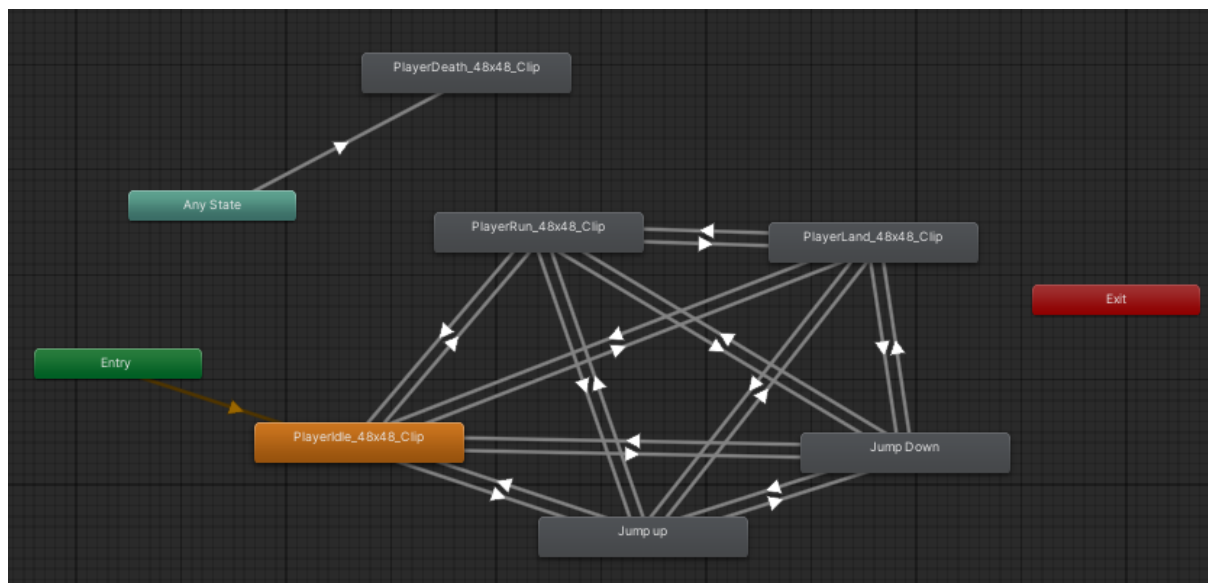 PlayerDeath_48x48_Clip
Any State
PlayerRun_48x48_Clip
PlayerLand_48x48_Clip
Exit
Entry
PlayerIdle_48x48_Clip
Jump Down
Jump up